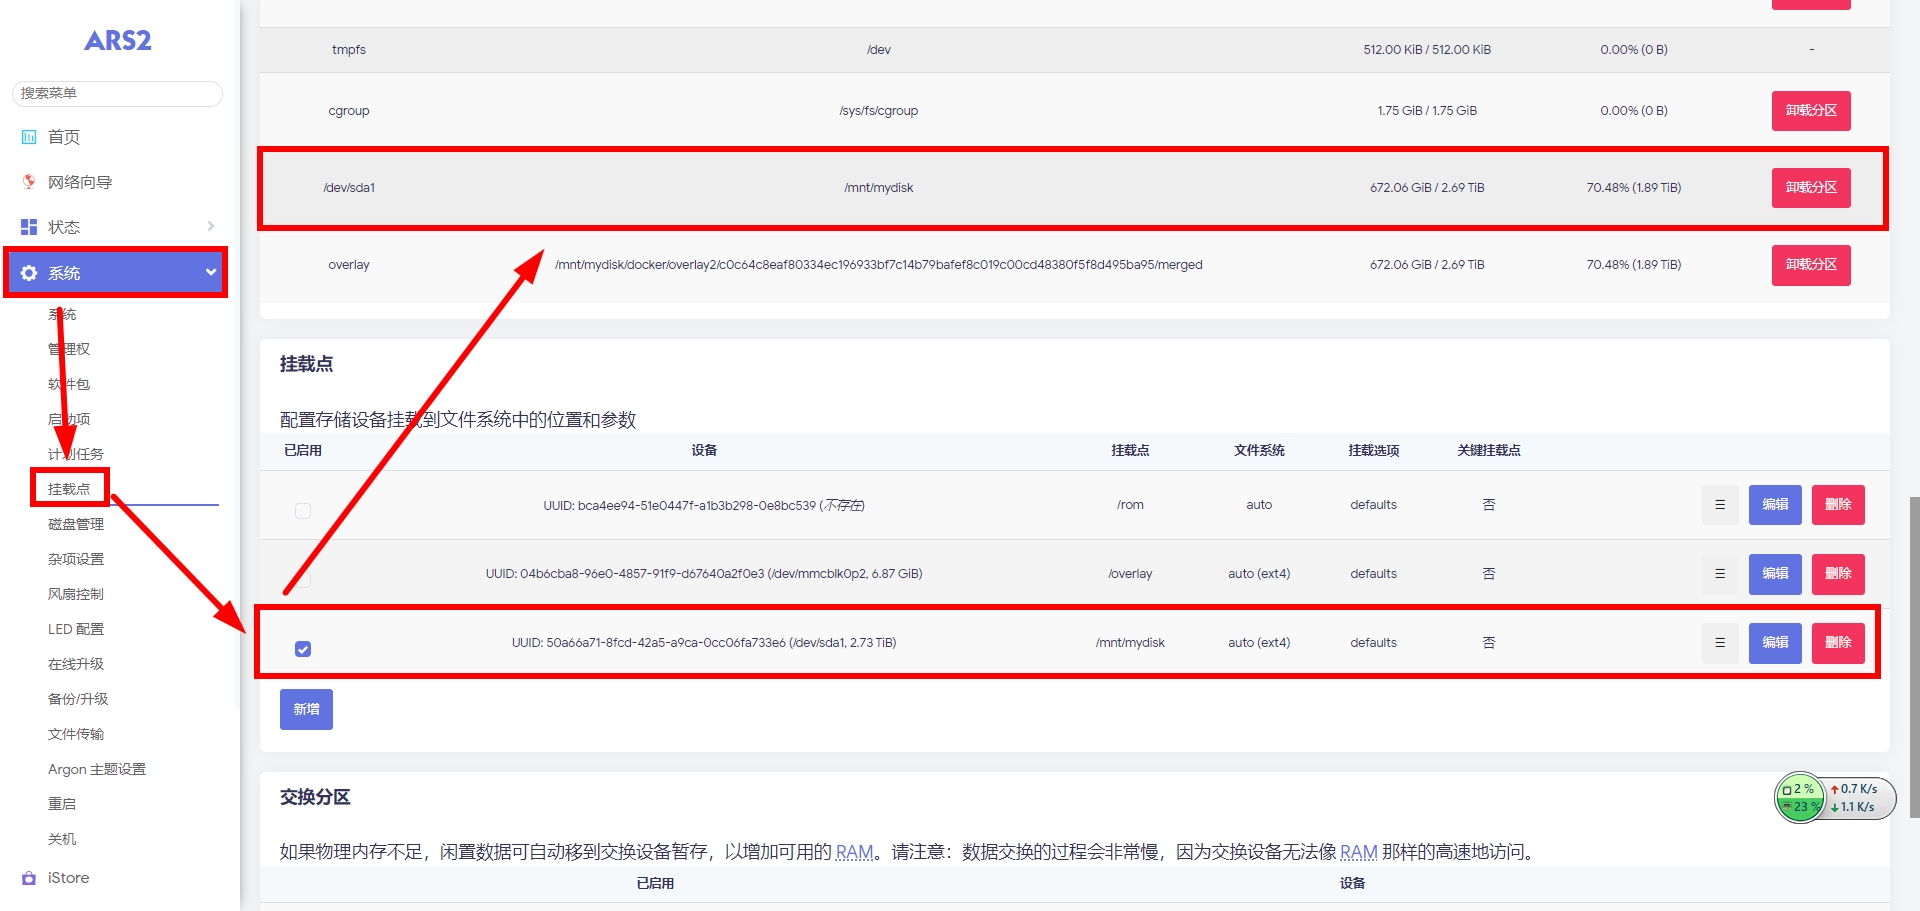 ARS2
搜索菜单
首页
网络向导
状态
系统
系统
管理权
软件包
启动项
计划任务
挂载点
磁盘管理
杂项设置
风扇控制
LED 配置
在线升级
备份/升级
文件传输
Argon 主题设置
重启
关机
iStore
tmpfs /dev 512.00 KiB / 512.00 KiB 0.00% (0 B) -
cgroup /sys/fs/cgroup 1.75 GiB / 1.75 GiB 0.00% (0 B) 卸载分区
/dev/sda1 /mnt/mydisk 672.06 GiB / 2.69 TiB 70.48% (1.89 TiB) 卸载分区
overlay /mnt/mydisk/docker/overlay2/c0c64c8eaf80334ec196933bf7c14b79bafef8c019c00cd48380f5f8d495ba95/merged 672.06 GiB / 2.69 TiB 70.48% (1.89 TiB) 卸载分区
挂载点
配置存储设备挂载到文件系统中的位置和参数
已启用 设备 挂载点 文件系统 挂载选项 关键挂载点
UUID: bca4ee94-51e0447f-a1b3b298-0e8bc539 (不存在) /rom auto defaults 否 ☰ 编辑 删除
UUID: 04b6cba8-96e0-4857-91f9-d67640a2f0e3 (/dev/mmcblk0p2, 6.87 GiB) /overlay auto (ext4) defaults 否 ☰ 编辑 删除
UUID: 50a66a71-8fcd-42a5-a9ca-0cc06fa733e6 (/dev/sda1, 2.73 TiB) /mnt/mydisk auto (ext4) defaults 否 ☰ 编辑 删除
新增
交换分区
如果物理内存不足，闲置数据可自动移到交换设备暂存，以增加可用的 RAM。请注意：数据交换的过程会非常慢，因为交换设备无法像 RAM 那样的高速地访问。
已启用 设备
2 % 0.7 K/s
23 % 1.1 K/s